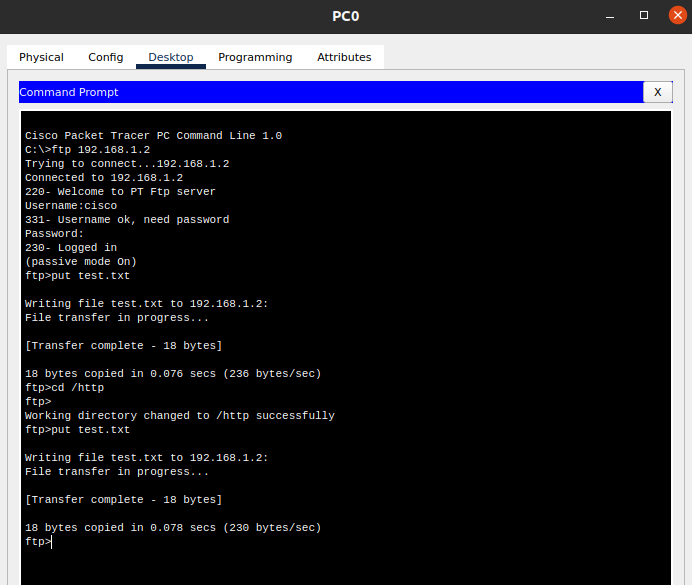 PC0
Physical Config Desktop Programming Attributes
Command Prompt
X
Cisco Packet Tracer PC Command Line 1.0
C:\>ftp 192.168.1.2
Trying to connect...192.168.1.2
Connected to 192.168.1.2
220- Welcome to PT Ftp server
Username:cisco
331- Username ok, need password
Password:
230- Logged in
(passive mode On)
ftp>put test.txt
Writing file test.txt to 192.168.1.2:
File transfer in progress...
[Transfer complete - 18 bytes]
18 bytes copied in 0.076 secs (236 bytes/sec)
ftp>cd /http
ftp>
Working directory changed to /http successfully
ftp>put test.txt
Writing file test.txt to 192.168.1.2:
File transfer in progress...
[Transfer complete - 18 bytes]
18 bytes copied in 0.078 secs (230 bytes/sec)
ftp>